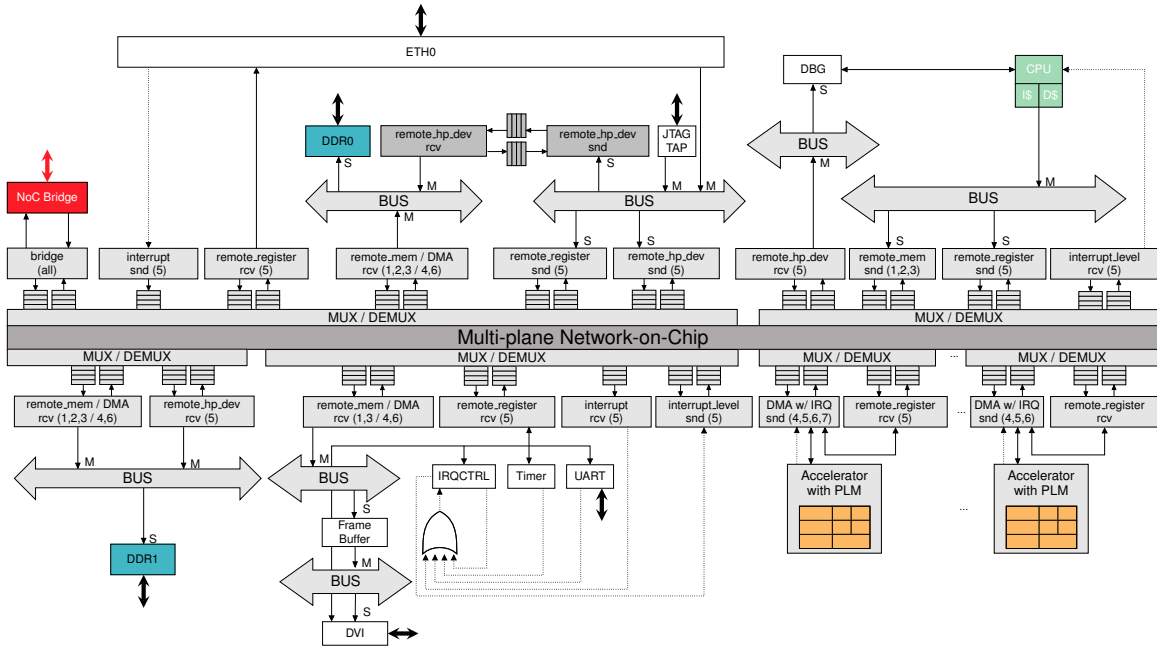 ETH0
DBG
CPU
I$ D$
S
DDR0
remote_hp_dev
rcv
remote_hp_dev
snd
JTAG
TAP
BUS
S
S
M
NoC Bridge
M
M
M
M
BUS
BUS
BUS
M
S
S
S
S
bridge
(all)
interrupt
snd (5)
remote_register
rcv (5)
remote_mem / DMA
rcv (1,2,3 / 4,6)
remote_register
snd (5)
remote_hp_dev
snd (5)
remote_hp_dev
rcv (5)
remote_mem
snd (1,2,3)
remote_register
snd (5)
interrupt_level
rcv (5)
MUX / DEMUX
MUX / DEMUX
Multi-plane Network-on-Chip
MUX / DEMUX
MUX / DEMUX
MUX / DEMUX
...
MUX / DEMUX
remote_mem / DMA
rcv (1,2,3 / 4,6)
remote_hp_dev
rcv (5)
remote_mem / DMA
rcv (1,3 / 4,6)
remote_register
rcv (5)
interrupt
rcv (5)
interrupt_level
snd (5)
DMA w/ IRQ
snd (4,5,6,7)
remote_register
rcv (5)
...
DMA w/ IRQ
snd (4,5,6)
remote_register
rcv
M
M
M
BUS
BUS
IRQCTRL
Timer
UART
Accelerator
with PLM
Accelerator
with PLM
S
Frame
Buffer
...
S
DDR1
M
BUS
S
DVI